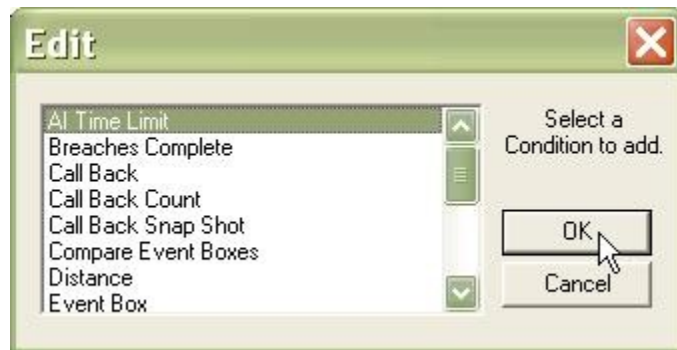 Edit
AI Time Limit
Breaches Complete
Call Back
Call Back Count
Call Back Snap Shot
Compare Event Boxes
Distance
Event Box
Select a
Condition to add.
OK
Cancel